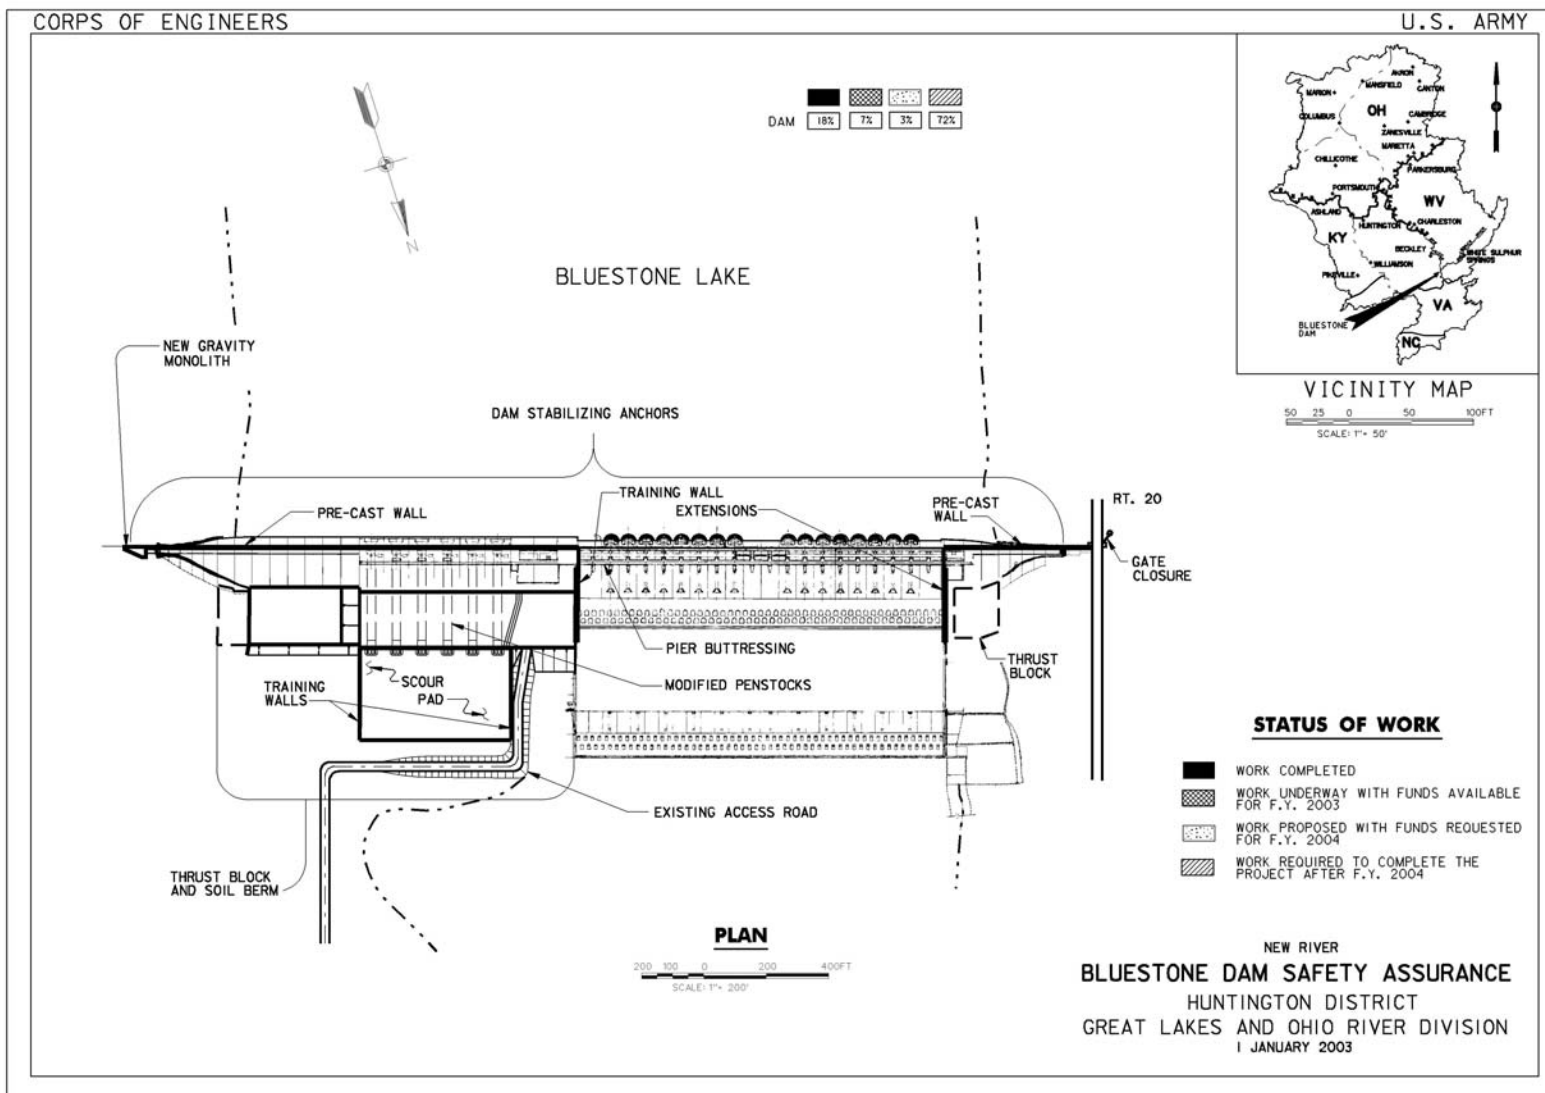 CORPS OF ENGINEERS
U.S. ARMY
DAM 18% 7% 3% 72%
N
BLUESTONE LAKE
AKRON
MANSFIELD
MARION
CANTON
OH
COLUMBUS
CAMBRIDGE
ZANESVILLE
MARIETTA
CHILLICOTHE
PARKERSBURG
PORTSMOUTH
WV
ASHLAND
HUNTINGTON
CHARLESTON
KY
BECKLEY
WHITE SULPHUR
SPRINGS
WILLIAMSON
PIKEVILLE
VA
BLUESTONE
DAM
NC
VICINITY MAP
50 25 0 50 100FT
SCALE: 1"= 50'
NEW GRAVITY
MONOLITH
DAM STABILIZING ANCHORS
TRAINING WALL
EXTENSIONS
PRE-CAST WALL
PRE-CAST
WALL
RT. 20
GATE
CLOSURE
PIER BUTTRESSING
THRUST
BLOCK
MODIFIED PENSTOCKS
SCOUR
PAD
TRAINING
WALLS
EXISTING ACCESS ROAD
THRUST BLOCK
AND SOIL BERM
PLAN
200 100 0 200 400FT
SCALE: 1"= 200'
STATUS OF WORK
WORK COMPLETED
WORK UNDERWAY WITH FUNDS AVAILABLE
FOR F.Y. 2003
WORK PROPOSED WITH FUNDS REQUESTED
FOR F.Y. 2004
WORK REQUIRED TO COMPLETE THE
PROJECT AFTER F.Y. 2004
NEW RIVER
BLUESTONE DAM SAFETY ASSURANCE
HUNTINGTON DISTRICT
GREAT LAKES AND OHIO RIVER DIVISION
1 JANUARY 2003